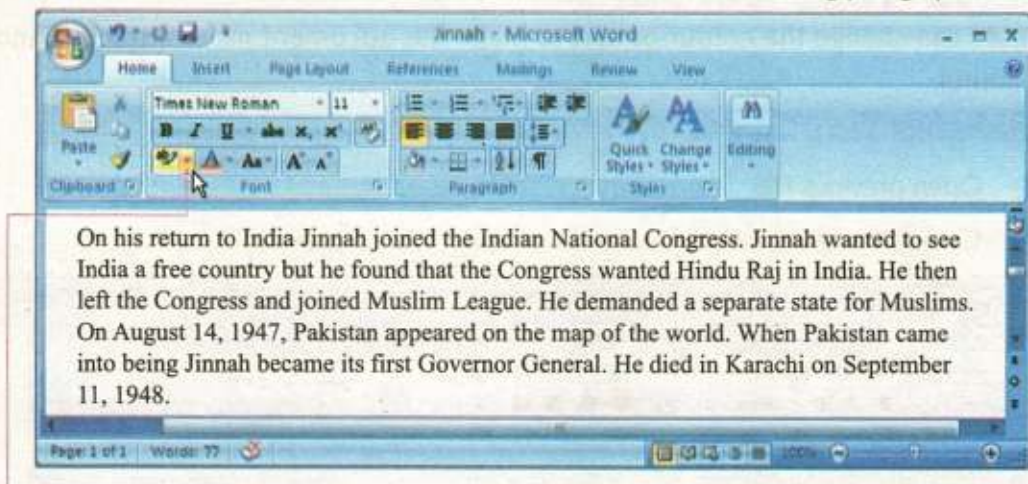 Jinnah - Microsoft Word
Home Insert Page Layout References Mailings Review View
Times New Roman 11
B I U abc X, X'
Paste
Aa A A
Quick Styles Change Styles Editing
Clipboard Font Paragraph Styles
On his return to India Jinnah joined the Indian National Congress. Jinnah wanted to see
India a free country but he found that the Congress wanted Hindu Raj in India. He then
left the Congress and joined Muslim League. He demanded a separate state for Muslims.
On August 14, 1947, Pakistan appeared on the map of the world. When Pakistan came
into being Jinnah became its first Governor General. He died in Karachi on September
11, 1948.
Page: 1 of 1 Words: 77 100%